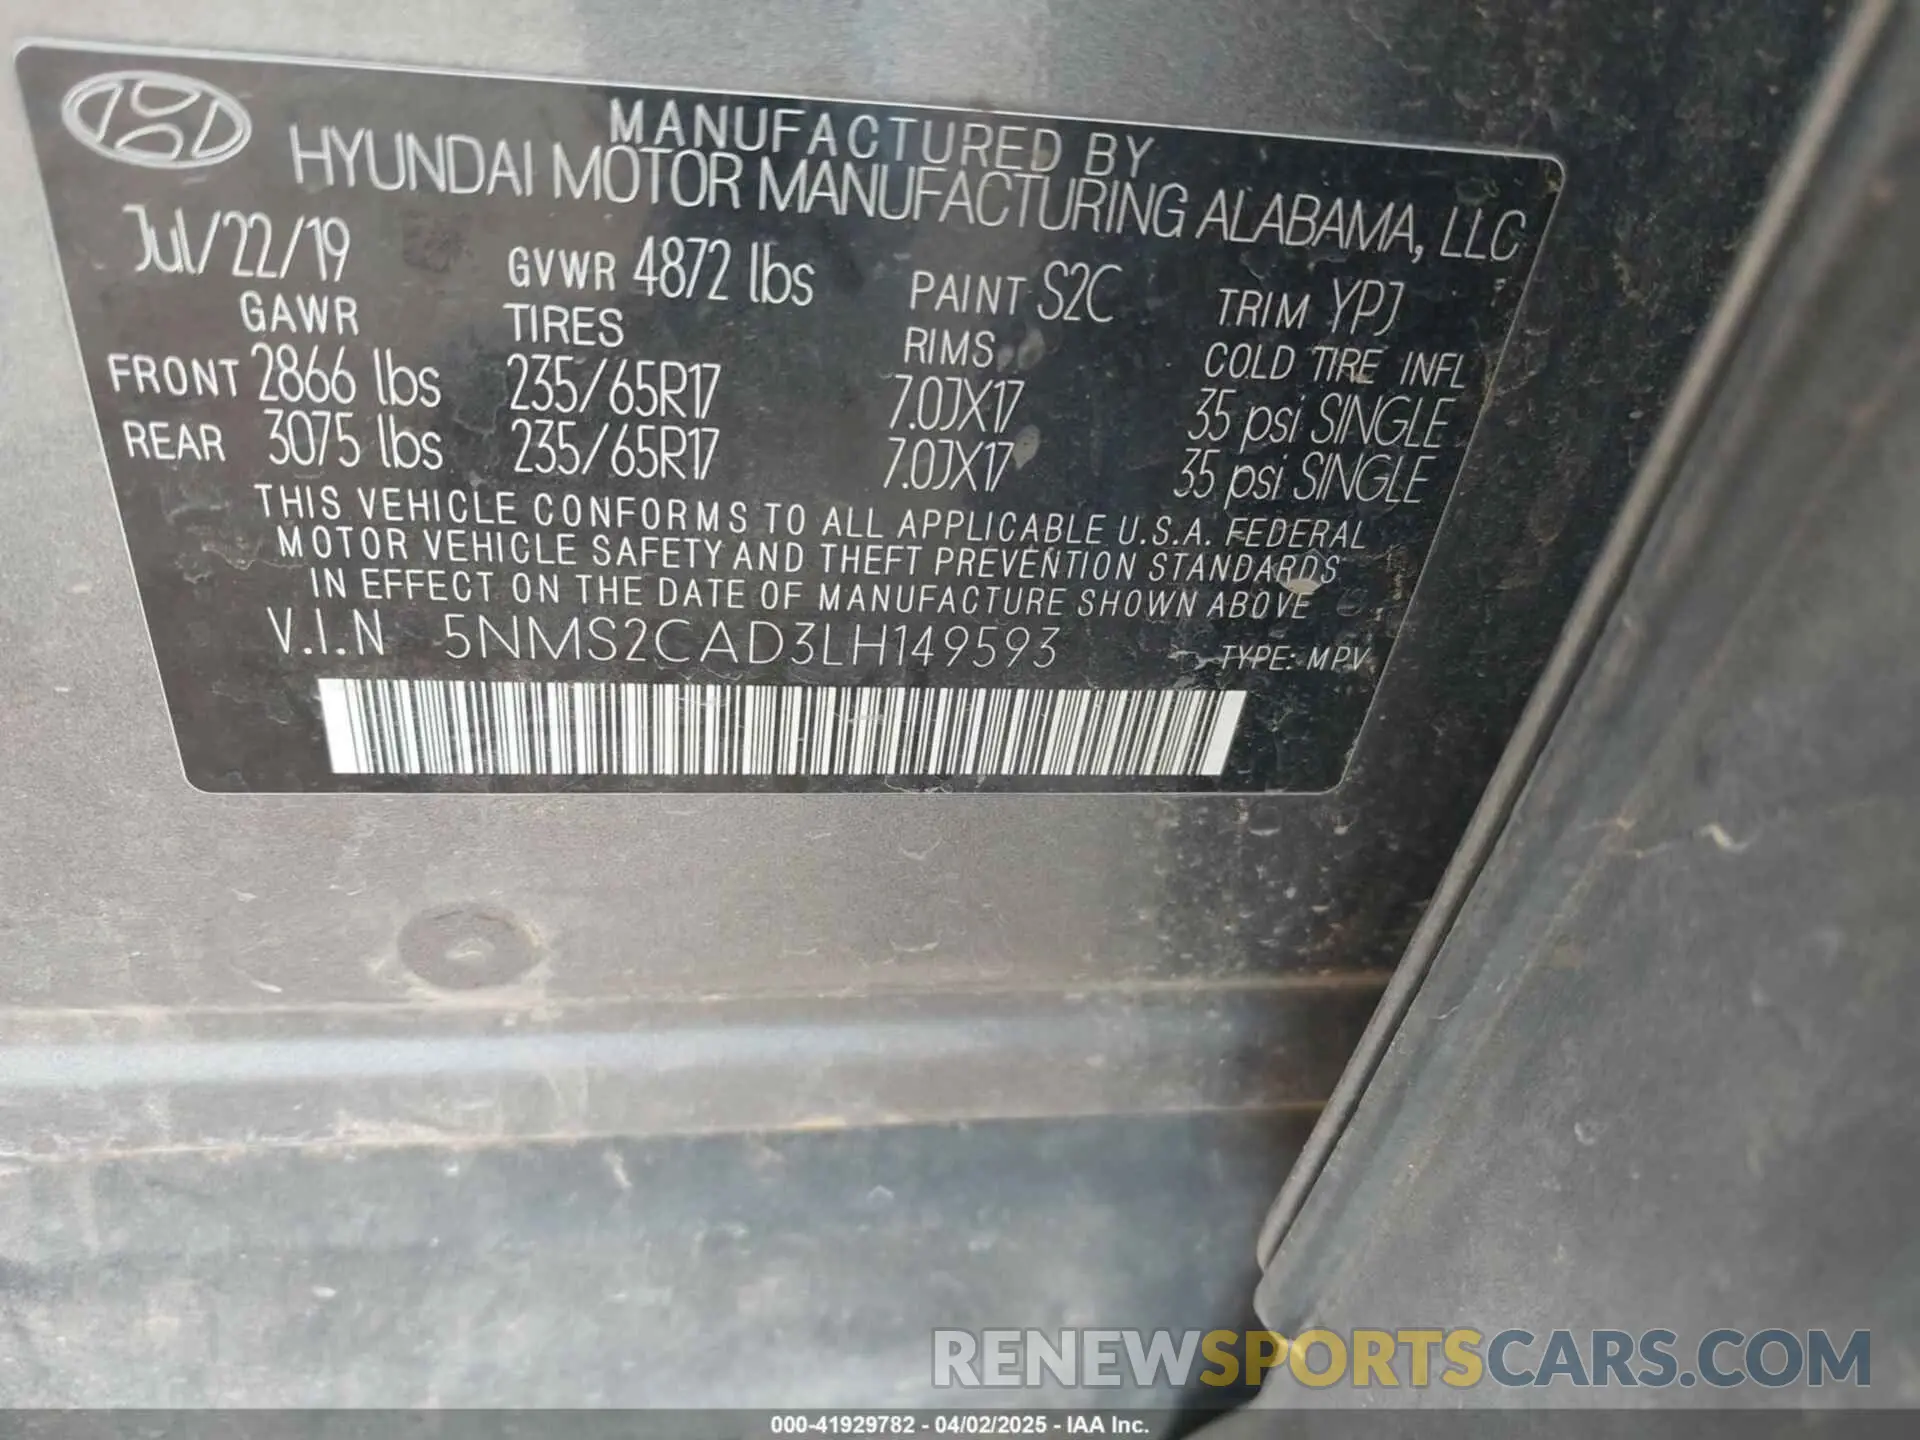 MANUFACTURED BY
HYUNDAI MOTOR MANUFACTURING ALABAMA, LLC
Jul/22/19 GVWR 4872 lbs PAINT S2C TRIM YPJ
GAWR TIRES RIMS COLD TIRE INFL
FRONT 2866 lbs 235/65R17 7.0JX17 35 psi SINGLE
REAR 3075 lbs 235/65R17 7.0JX17 35 psi SINGLE
THIS VEHICLE CONFORMS TO ALL APPLICABLE U.S.A. FEDERAL
MOTOR VEHICLE SAFETY AND THEFT PREVENTION STANDARDS
IN EFFECT ON THE DATE OF MANUFACTURE SHOWN ABOVE
V.I.N 5NMS2CAD3LH149593 TYPE: MPV
RENEWSPORTSCARS.COM
000-41929782 - 04/02/2025 - IAA Inc.